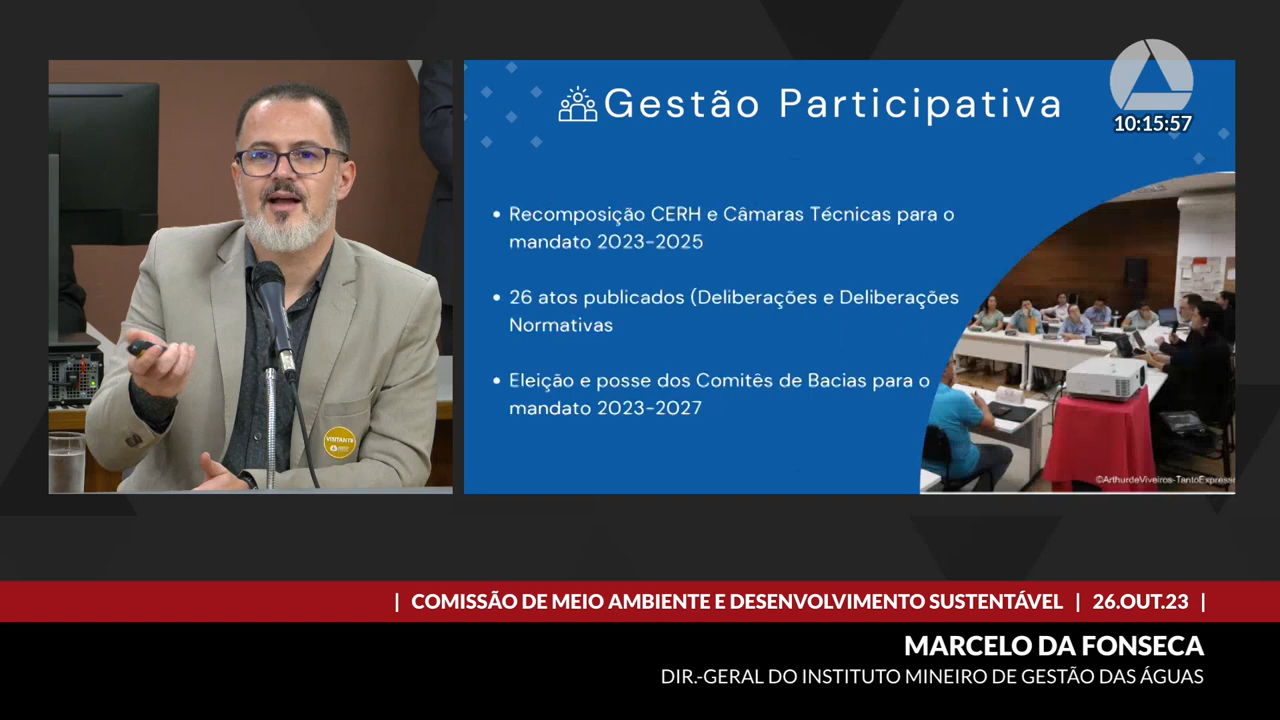 Gestão Participativa
10:15:57
• Recomposição CERH e Câmaras Técnicas para o
mandato 2023-2025
• 26 atos publicados (Deliberações e Deliberações
Normativas
• Eleição e posse dos Comitês de Bacias para o
mandato 2023-2027
VISITANTE
©ArthurdeViveiros-TantoExpresso
| COMISSÃO DE MEIO AMBIENTE E DESENVOLVIMENTO SUSTENTÁVEL | 26.OUT.23 |
MARCELO DA FONSECA
DIR.-GERAL DO INSTITUTO MINEIRO DE GESTÃO DAS ÁGUAS